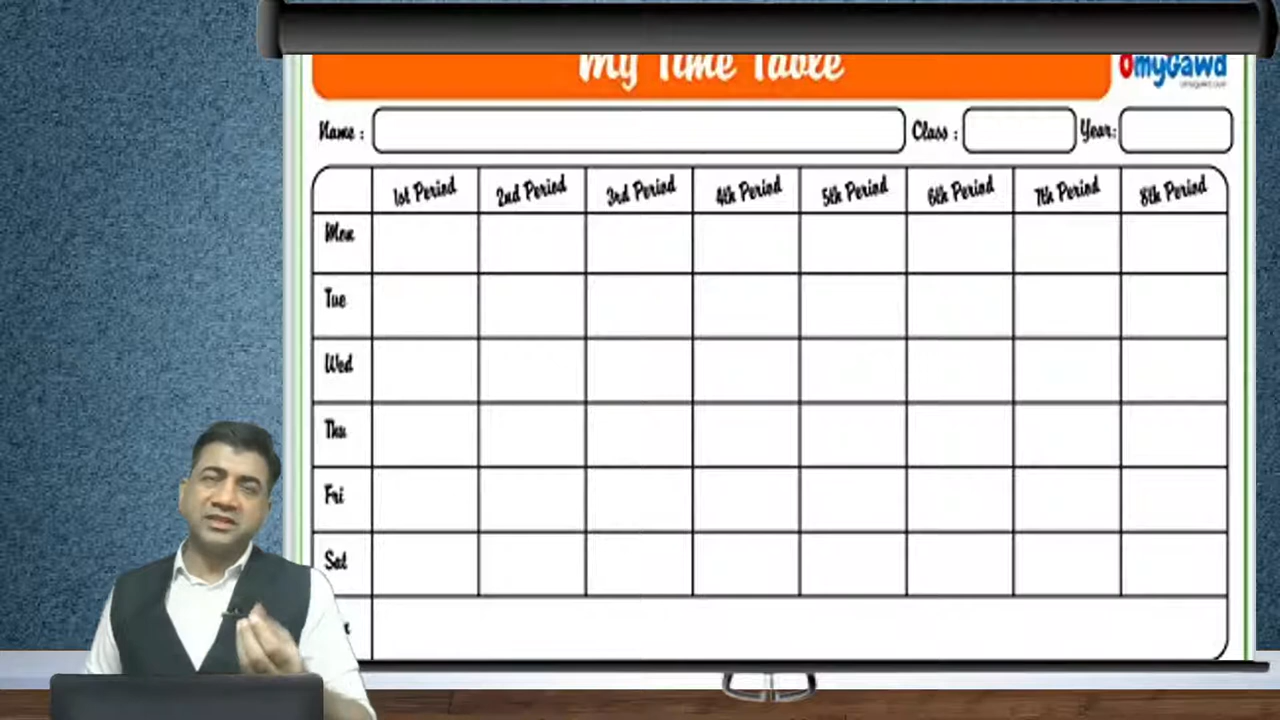 My Time Table
OmyGawd
Name :
Class :
Year:
1st Period 2nd Period 3rd Period 4th Period 5th Period 6th Period 7th Period 8th Period
Mon
Tue
Wed
Thu
Fri
Sat